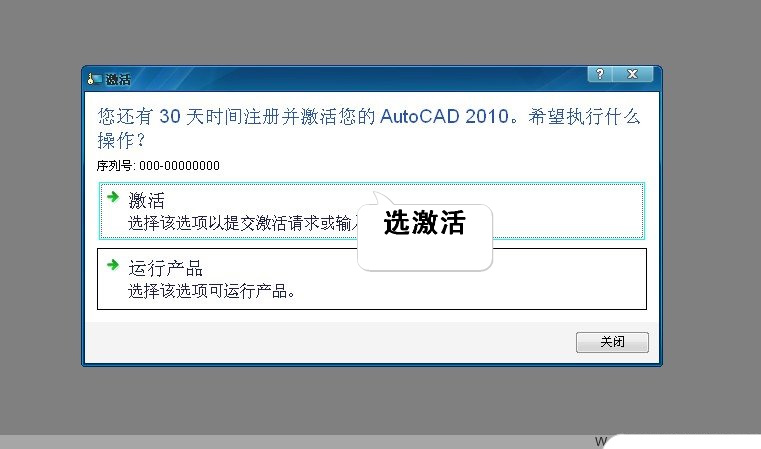 激活
您还有 30 天时间注册并激活您的 AutoCAD 2010。希望执行什么
操作？
序列号: 000-00000000
激活
选择该选项以提交激活请求或输
选激活
运行产品
选择该选项可运行产品。
关闭
W